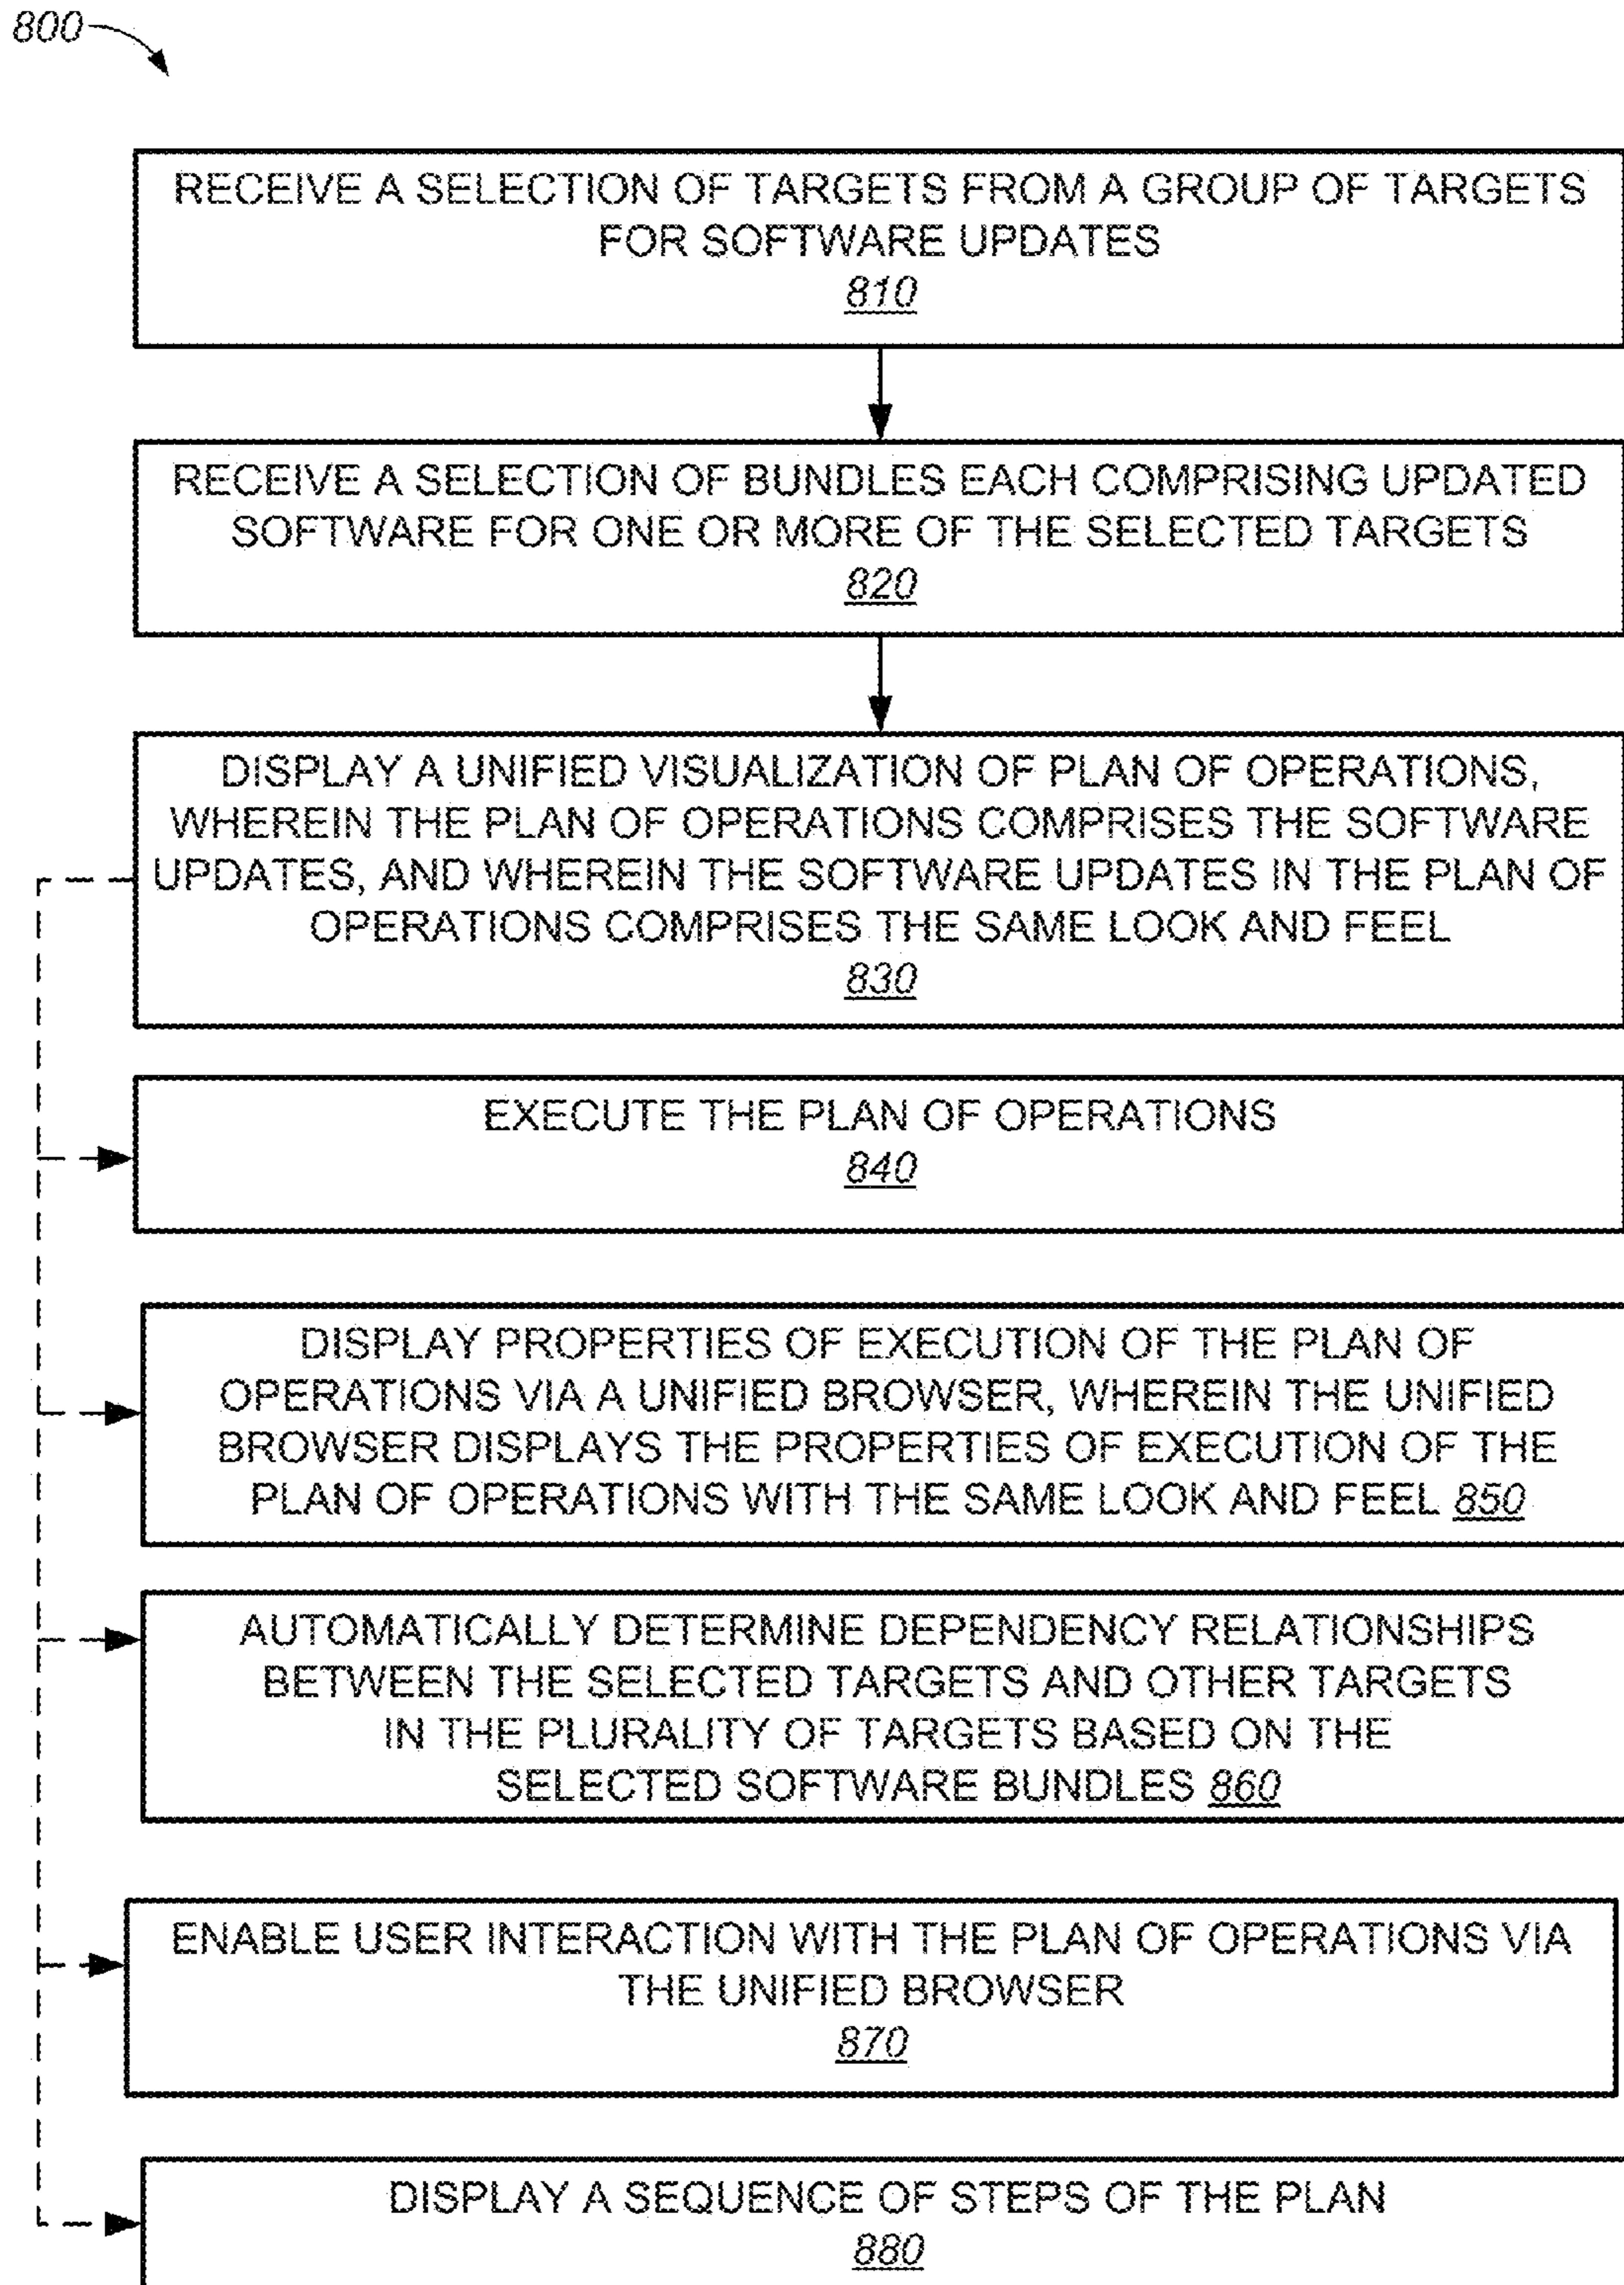 800
RECEIVE A SELECTION OF TARGETS FROM A GROUP OF TARGETS
FOR SOFTWARE UPDATES
810
RECEIVE A SELECTION OF BUNDLES EACH COMPRISING UPDATED
SOFTWARE FOR ONE OR MORE OF THE SELECTED TARGETS
820
DISPLAY A UNIFIED VISUALIZATION OF PLAN OF OPERATIONS,
WHEREIN THE PLAN OF OPERATIONS COMPRISES THE SOFTWARE
UPDATES, AND WHEREIN THE SOFTWARE UPDATES IN THE PLAN OF
OPERATIONS COMPRISES THE SAME LOOK AND FEEL
830
EXECUTE THE PLAN OF OPERATIONS
840
DISPLAY PROPERTIES OF EXECUTION OF THE PLAN OF
OPERATIONS VIA A UNIFIED BROWSER, WHEREIN THE UNIFIED
BROWSER DISPLAYS THE PROPERTIES OF EXECUTION OF THE
PLAN OF OPERATIONS WITH THE SAME LOOK AND FEEL 850
AUTOMATICALLY DETERMINE DEPENDENCY RELATIONSHIPS
BETWEEN THE SELECTED TARGETS AND OTHER TARGETS
IN THE PLURALITY OF TARGETS BASED ON THE
SELECTED SOFTWARE BUNDLES 860
ENABLE USER INTERACTION WITH THE PLAN OF OPERATIONS VIA
THE UNIFIED BROWSER
870
DISPLAY A SEQUENCE OF STEPS OF THE PLAN
880